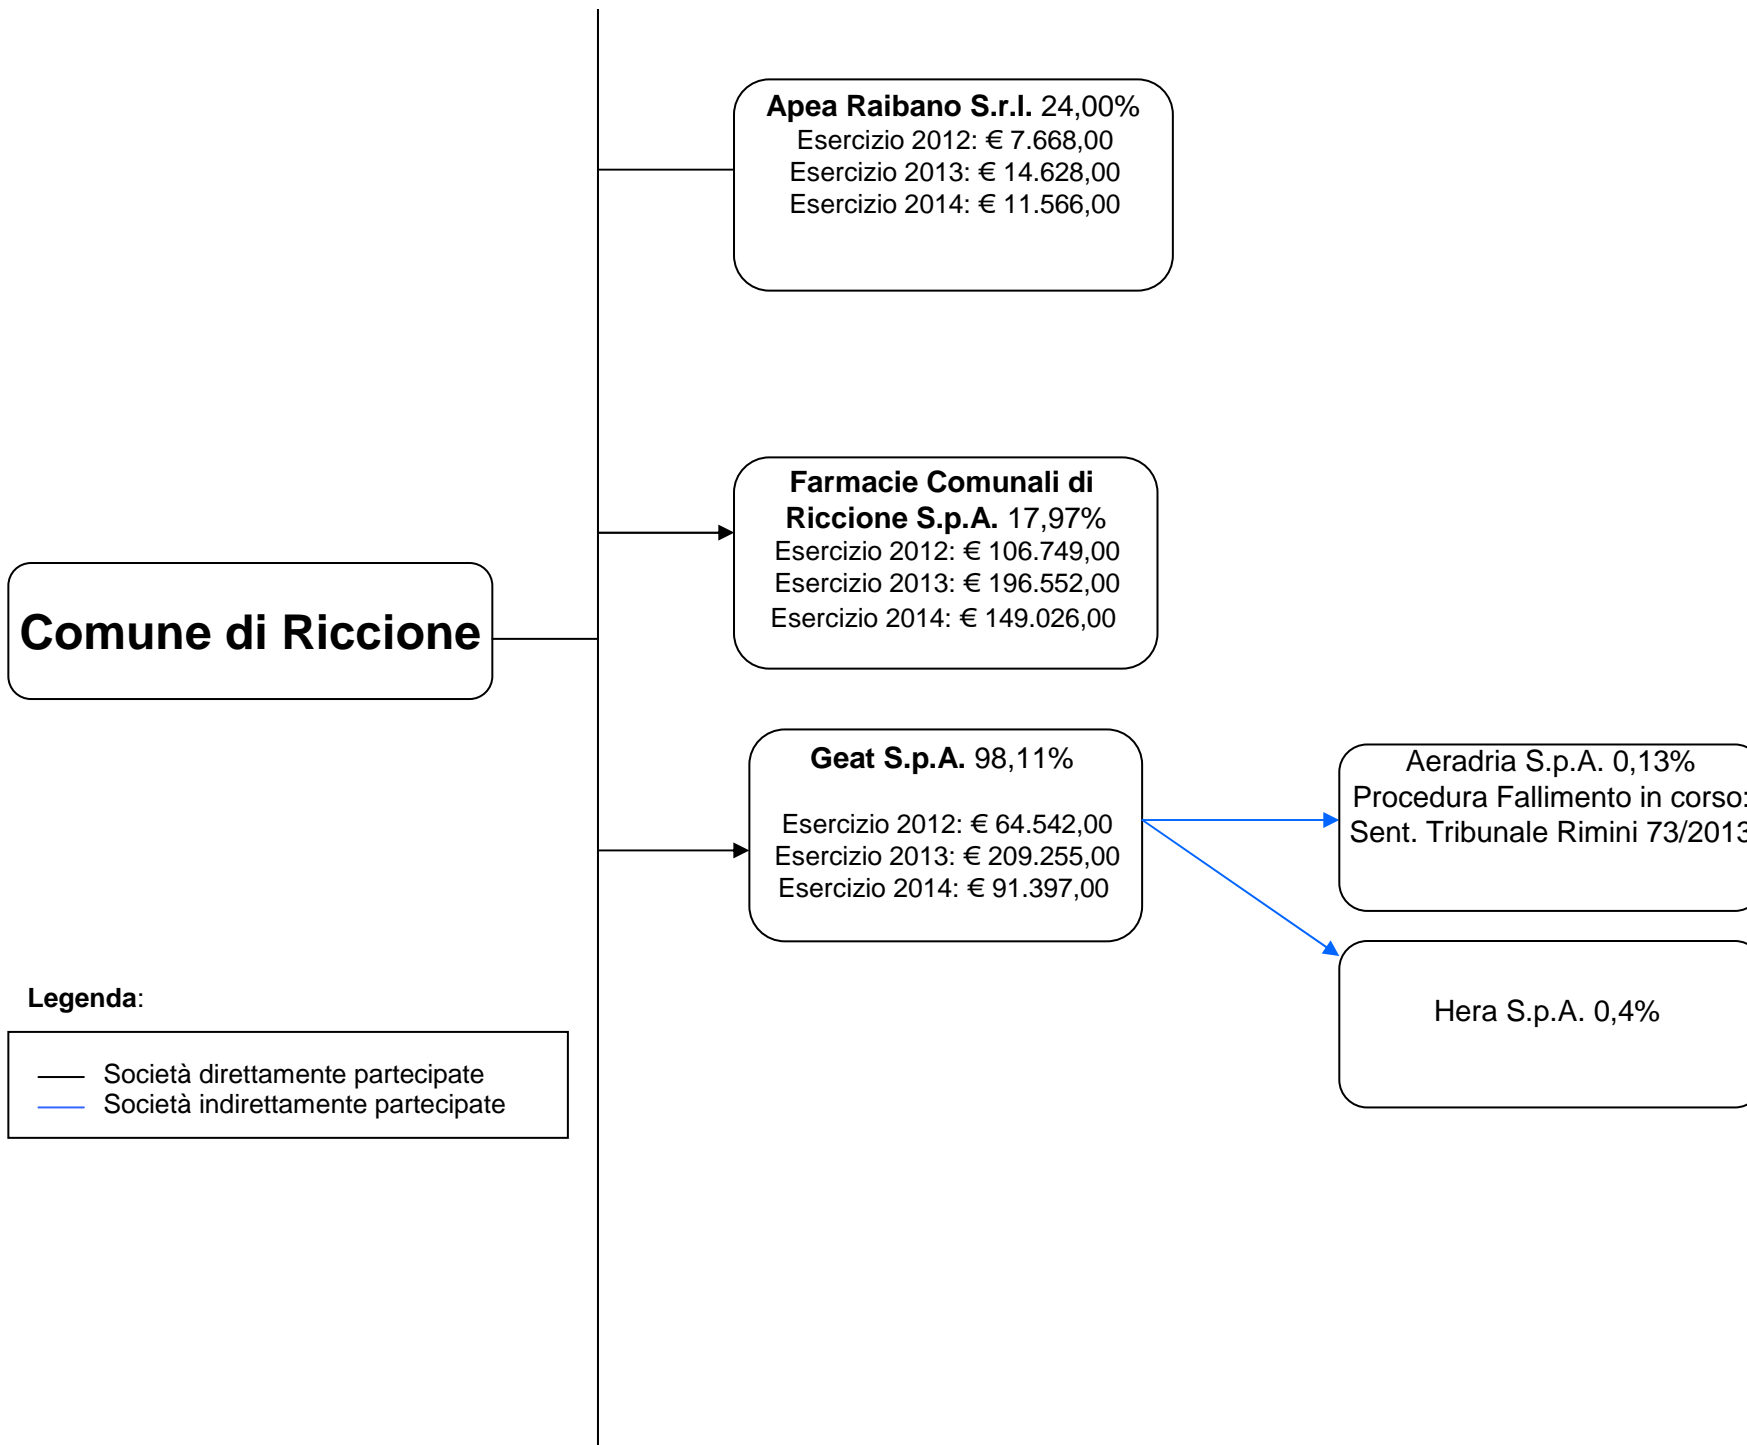 Apea Raibano S.r.l. 24,00%
Esercizio 2012: € 7.668,00
Esercizio 2013: € 14.628,00
Esercizio 2014: € 11.566,00
Farmacie Comunali di
Riccione S.p.A. 17,97%
Esercizio 2012: € 106.749,00
Esercizio 2013: € 196.552,00
Esercizio 2014: € 149.026,00
Comune di Riccione
Geat S.p.A. 98,11%
Esercizio 2012: € 64.542,00
Esercizio 2013: € 209.255,00
Esercizio 2014: € 91.397,00
Aeradria S.p.A. 0,13%
Procedura Fallimento in corso:
Sent. Tribunale Rimini 73/2013
Hera S.p.A. 0,4%
Legenda:
Società direttamente partecipate
Società indirettamente partecipate